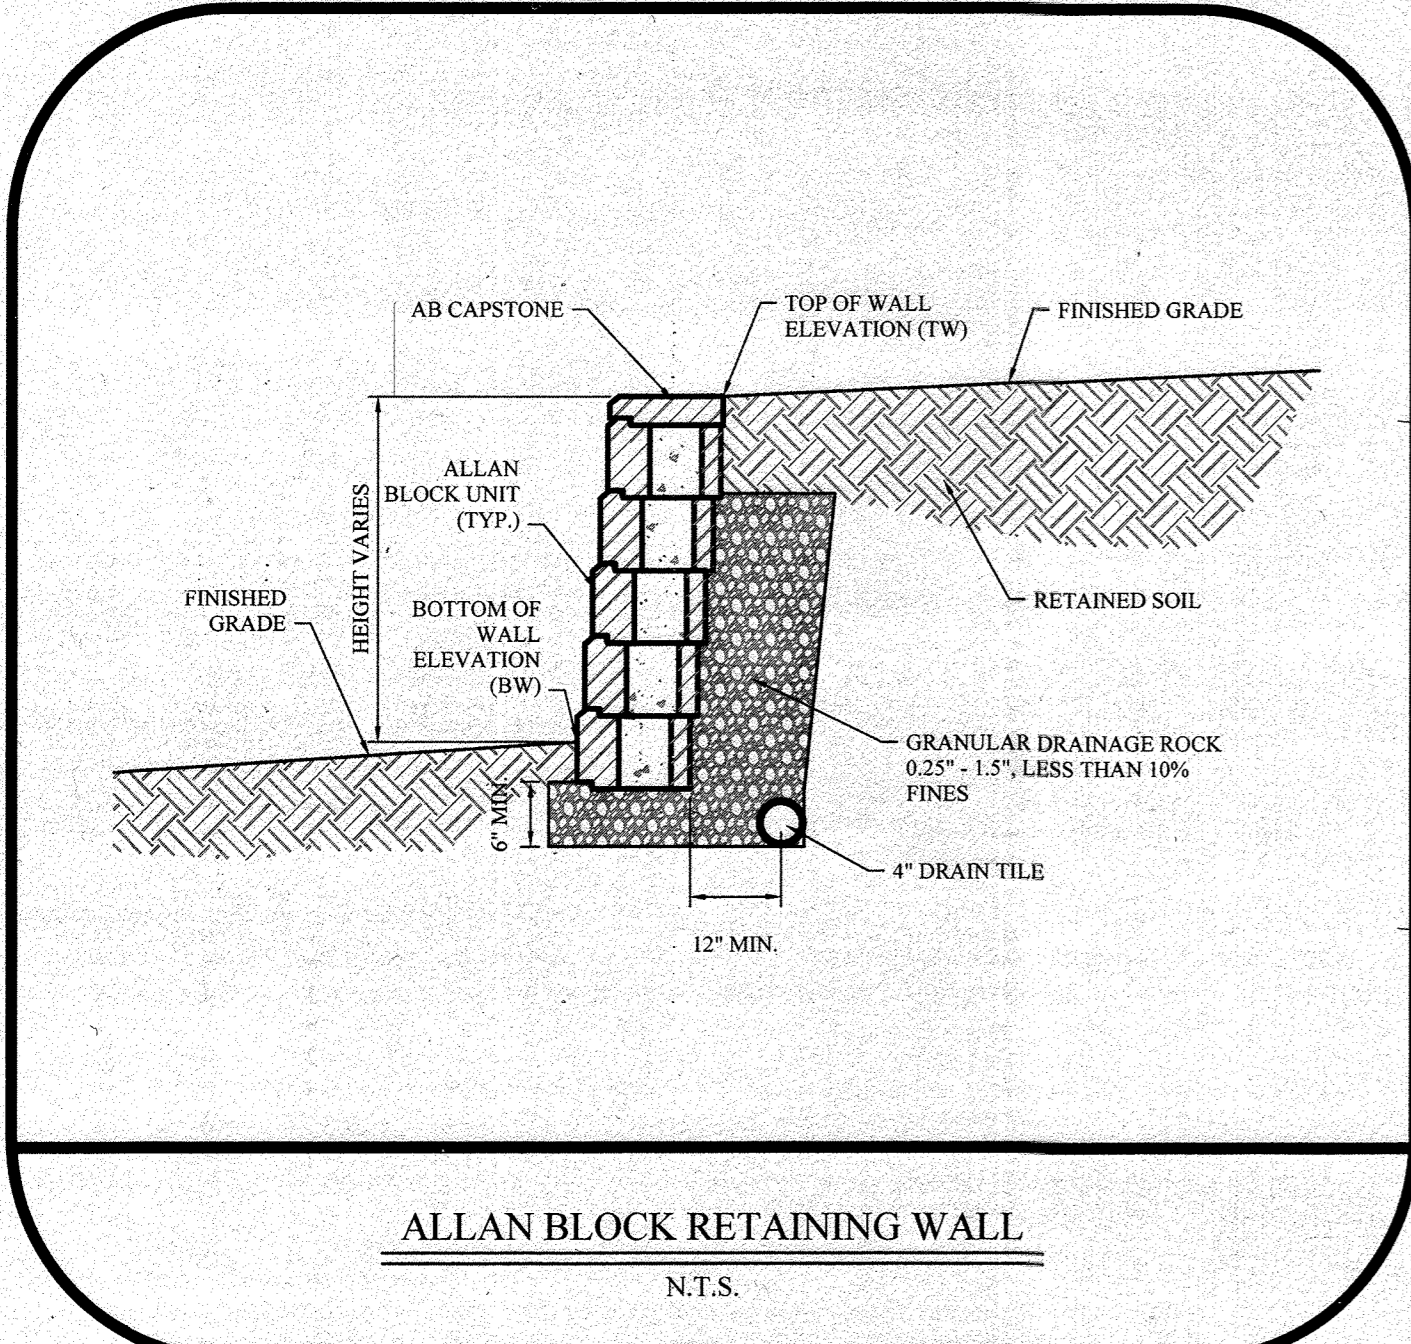 AB CAPSTONE
TOP OF WALL
ELEVATION (TW)
FINISHED GRADE
ALLAN
BLOCK UNIT
(TYP.)
HEIGHT VARIES
FINISHED
GRADE
BOTTOM OF
WALL
ELEVATION
(BW)
RETAINED SOIL
GRANULAR DRAINAGE ROCK
0.25" - 1.5", LESS THAN 10%
FINES
6" MIN.
4" DRAIN TILE
12" MIN.
ALLAN BLOCK RETAINING WALL
N.T.S.